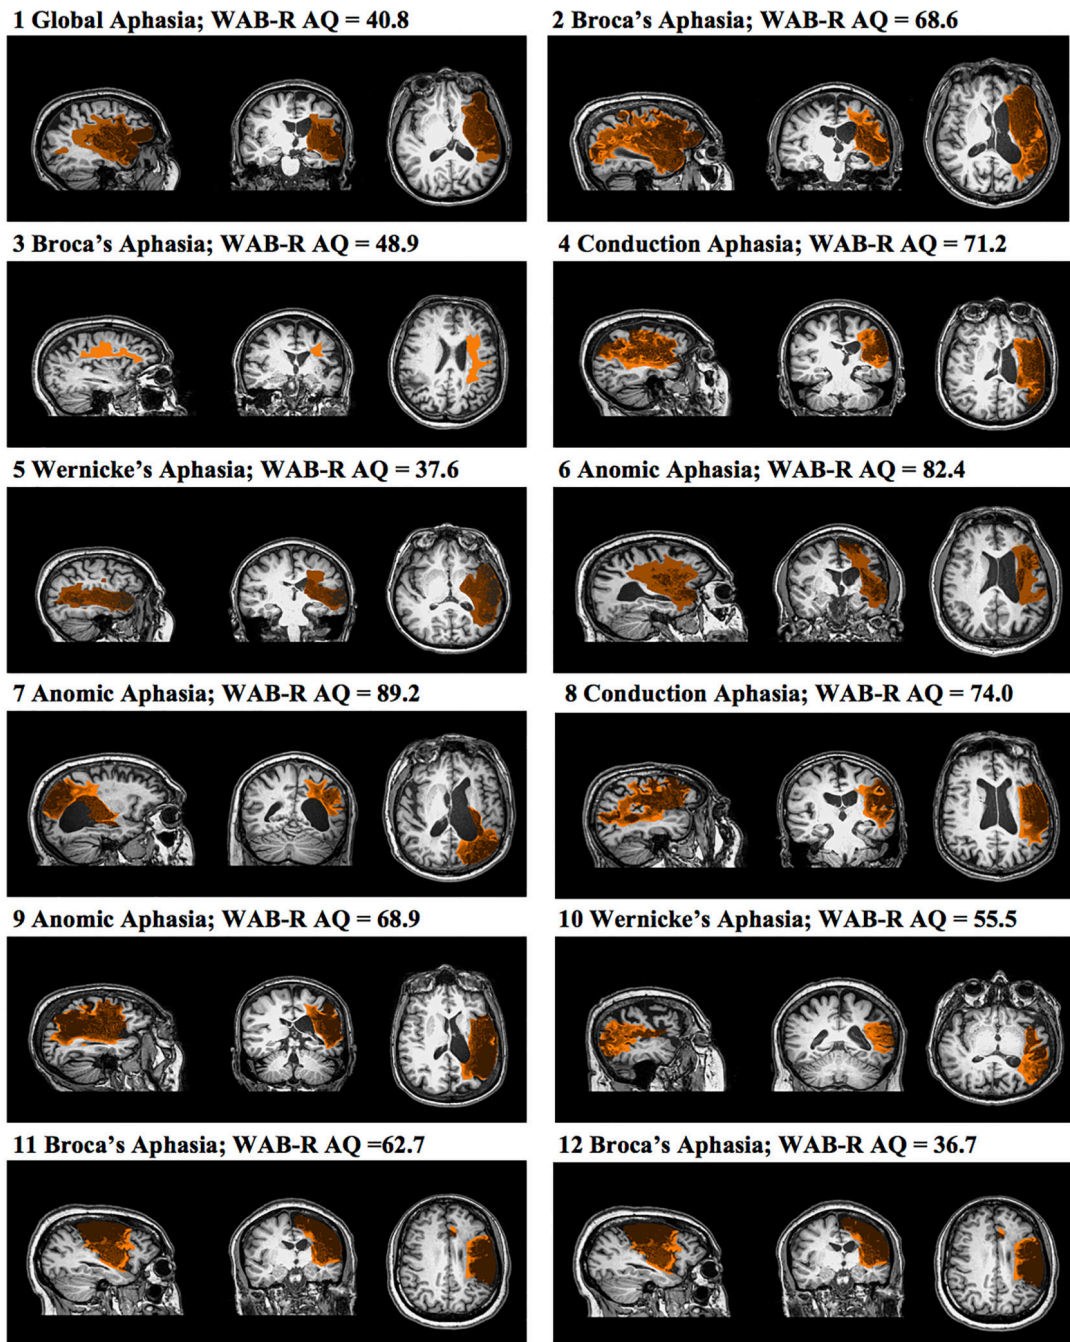 1 Global Aphasia; WAB-R AQ = 40.8
2 Broca's Aphasia; WAB-R AQ = 68.6
3 Broca's Aphasia; WAB-R AQ = 48.9
4 Conduction Aphasia; WAB-R AQ = 71.2
5 Wernicke's Aphasia; WAB-R AQ = 37.6
6 Anomic Aphasia; WAB-R AQ = 82.4
7 Anomic Aphasia; WAB-R AQ = 89.2
8 Conduction Aphasia; WAB-R AQ = 74.0
9 Anomic Aphasia; WAB-R AQ = 68.9
10 Wernicke's Aphasia; WAB-R AQ = 55.5
11 Broca's Aphasia; WAB-R AQ =62.7
12 Broca's Aphasia; WAB-R AQ = 36.7